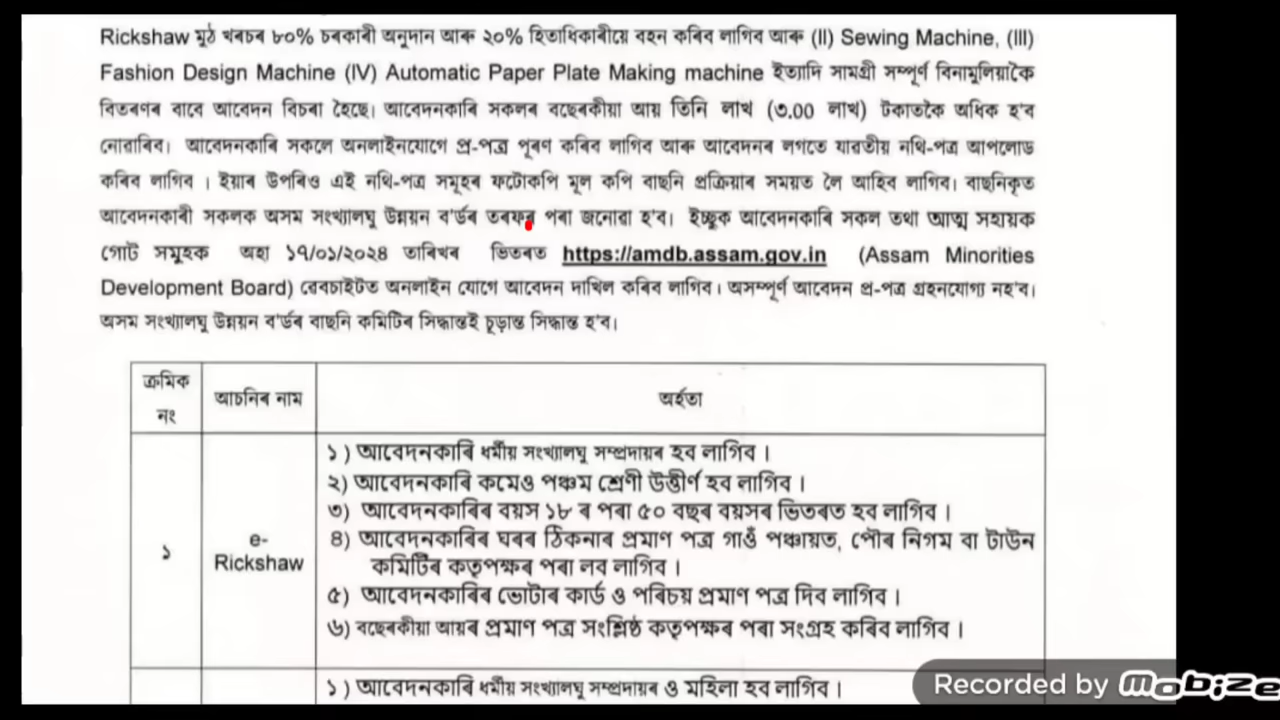 Rickshaw মুঠ খৰচৰ ৮০% চৰকাৰী অনুদান আৰু ২০% হিতাধিকাৰীয়ে বহন কৰিব লাগিব আৰু (II) Sewing Machine, (III)
Fashion Design Machine (IV) Automatic Paper Plate Making machine ইত্যাদি সামগ্ৰী সম্পূৰ্ণ বিনামূলিয়াকৈ
বিতৰণৰ বাবে আবেদন বিচৰা হৈছে। আবেদনকাৰি সকলৰ বছেৰকীয়া আয় তিনি লাখ (৩.00 লাখ) টকাতকৈ অধিক হ'ব
নোৱাৰিব। আবেদনকাৰি সকলে অনলাইনযোগে প্ৰ-পত্ৰ পূৰণ কৰিব লাগিব আৰু আবেদনৰ লগতে যাৱতীয় নথি-পত্ৰ আপলোড
কৰিব লাগিব । ইয়াৰ উপৰিও এই নথি-পত্ৰ সমূহৰ ফটোকপি মূল কপি বাছনি প্ৰক্ৰিয়াৰ সময়ত লৈ আহিব লাগিব। বাছনিকৃত
আবেদনকাৰী সকলক অসম সংখ্যালঘু উন্নয়ন ব'ৰ্ডৰ তৰফৰ পৰা জনোৱা হ'ব। ইচ্ছুক আবেদনকাৰি সকল তথা আত্ম সহায়ক
গোট সমূহক অহা ১৭/০১/২০২৪ তাৰিখৰ ভিতৰত https://amdb.assam.gov.in (Assam Minorities
Development Board) ৱেবচাইটত অনলাইন যোগে আবেদন দাখিল কৰিব লাগিব। অসম্পূৰ্ণ আবেদন প্ৰ-পত্ৰ গ্ৰহনযোগ্য নহ'ব।
অসম সংখ্যালঘু উন্নয়ন ব'ৰ্ডৰ বাছনি কমিটিৰ সিদ্ধান্তই চূড়ান্ত সিদ্ধান্ত হ'ব।
ক্ৰমিক নং
আচনিৰ নাম
অৰ্হতা
১
e-
Rickshaw
১ ) আবেদনকাৰি ধৰ্মীয় সংখ্যালঘু সম্প্ৰদায়ৰ হব লাগিব ।
২) আবেদনকাৰি কমেও পঞ্চম শ্ৰেণী উত্তীৰ্ণ হব লাগিব ।
৩) আবেদনকাৰিৰ বয়স ১৮ ৰ পৰা ৫০ বছৰ বয়সৰ ভিতৰত হব লাগিব ।
৪) আবেদনকাৰিৰ ঘৰৰ ঠিকনাৰ প্ৰমাণ পত্ৰ গাওঁ পঞ্চায়ত, পৌৰ নিগম বা টাউন
কমিটিৰ কতৃপক্ষৰ পৰা লব লাগিব ।
৫) আবেদনকাৰিৰ ভোটাৰ কাৰ্ড ও পৰিচয় প্ৰমাণ পত্ৰ দিব লাগিব ।
৬) বছেৰকীয়া আয়ৰ প্ৰমাণ পত্ৰ সংশ্লিষ্ঠ কতৃপক্ষৰ পৰা সংগ্ৰহ কৰিব লাগিব ।
১ ) আবেদনকাৰি ধৰ্মীয় সংখ্যালঘু সম্প্ৰদায়ৰ ও মহিলা হব লাগিব ।
Recorded by Mobize